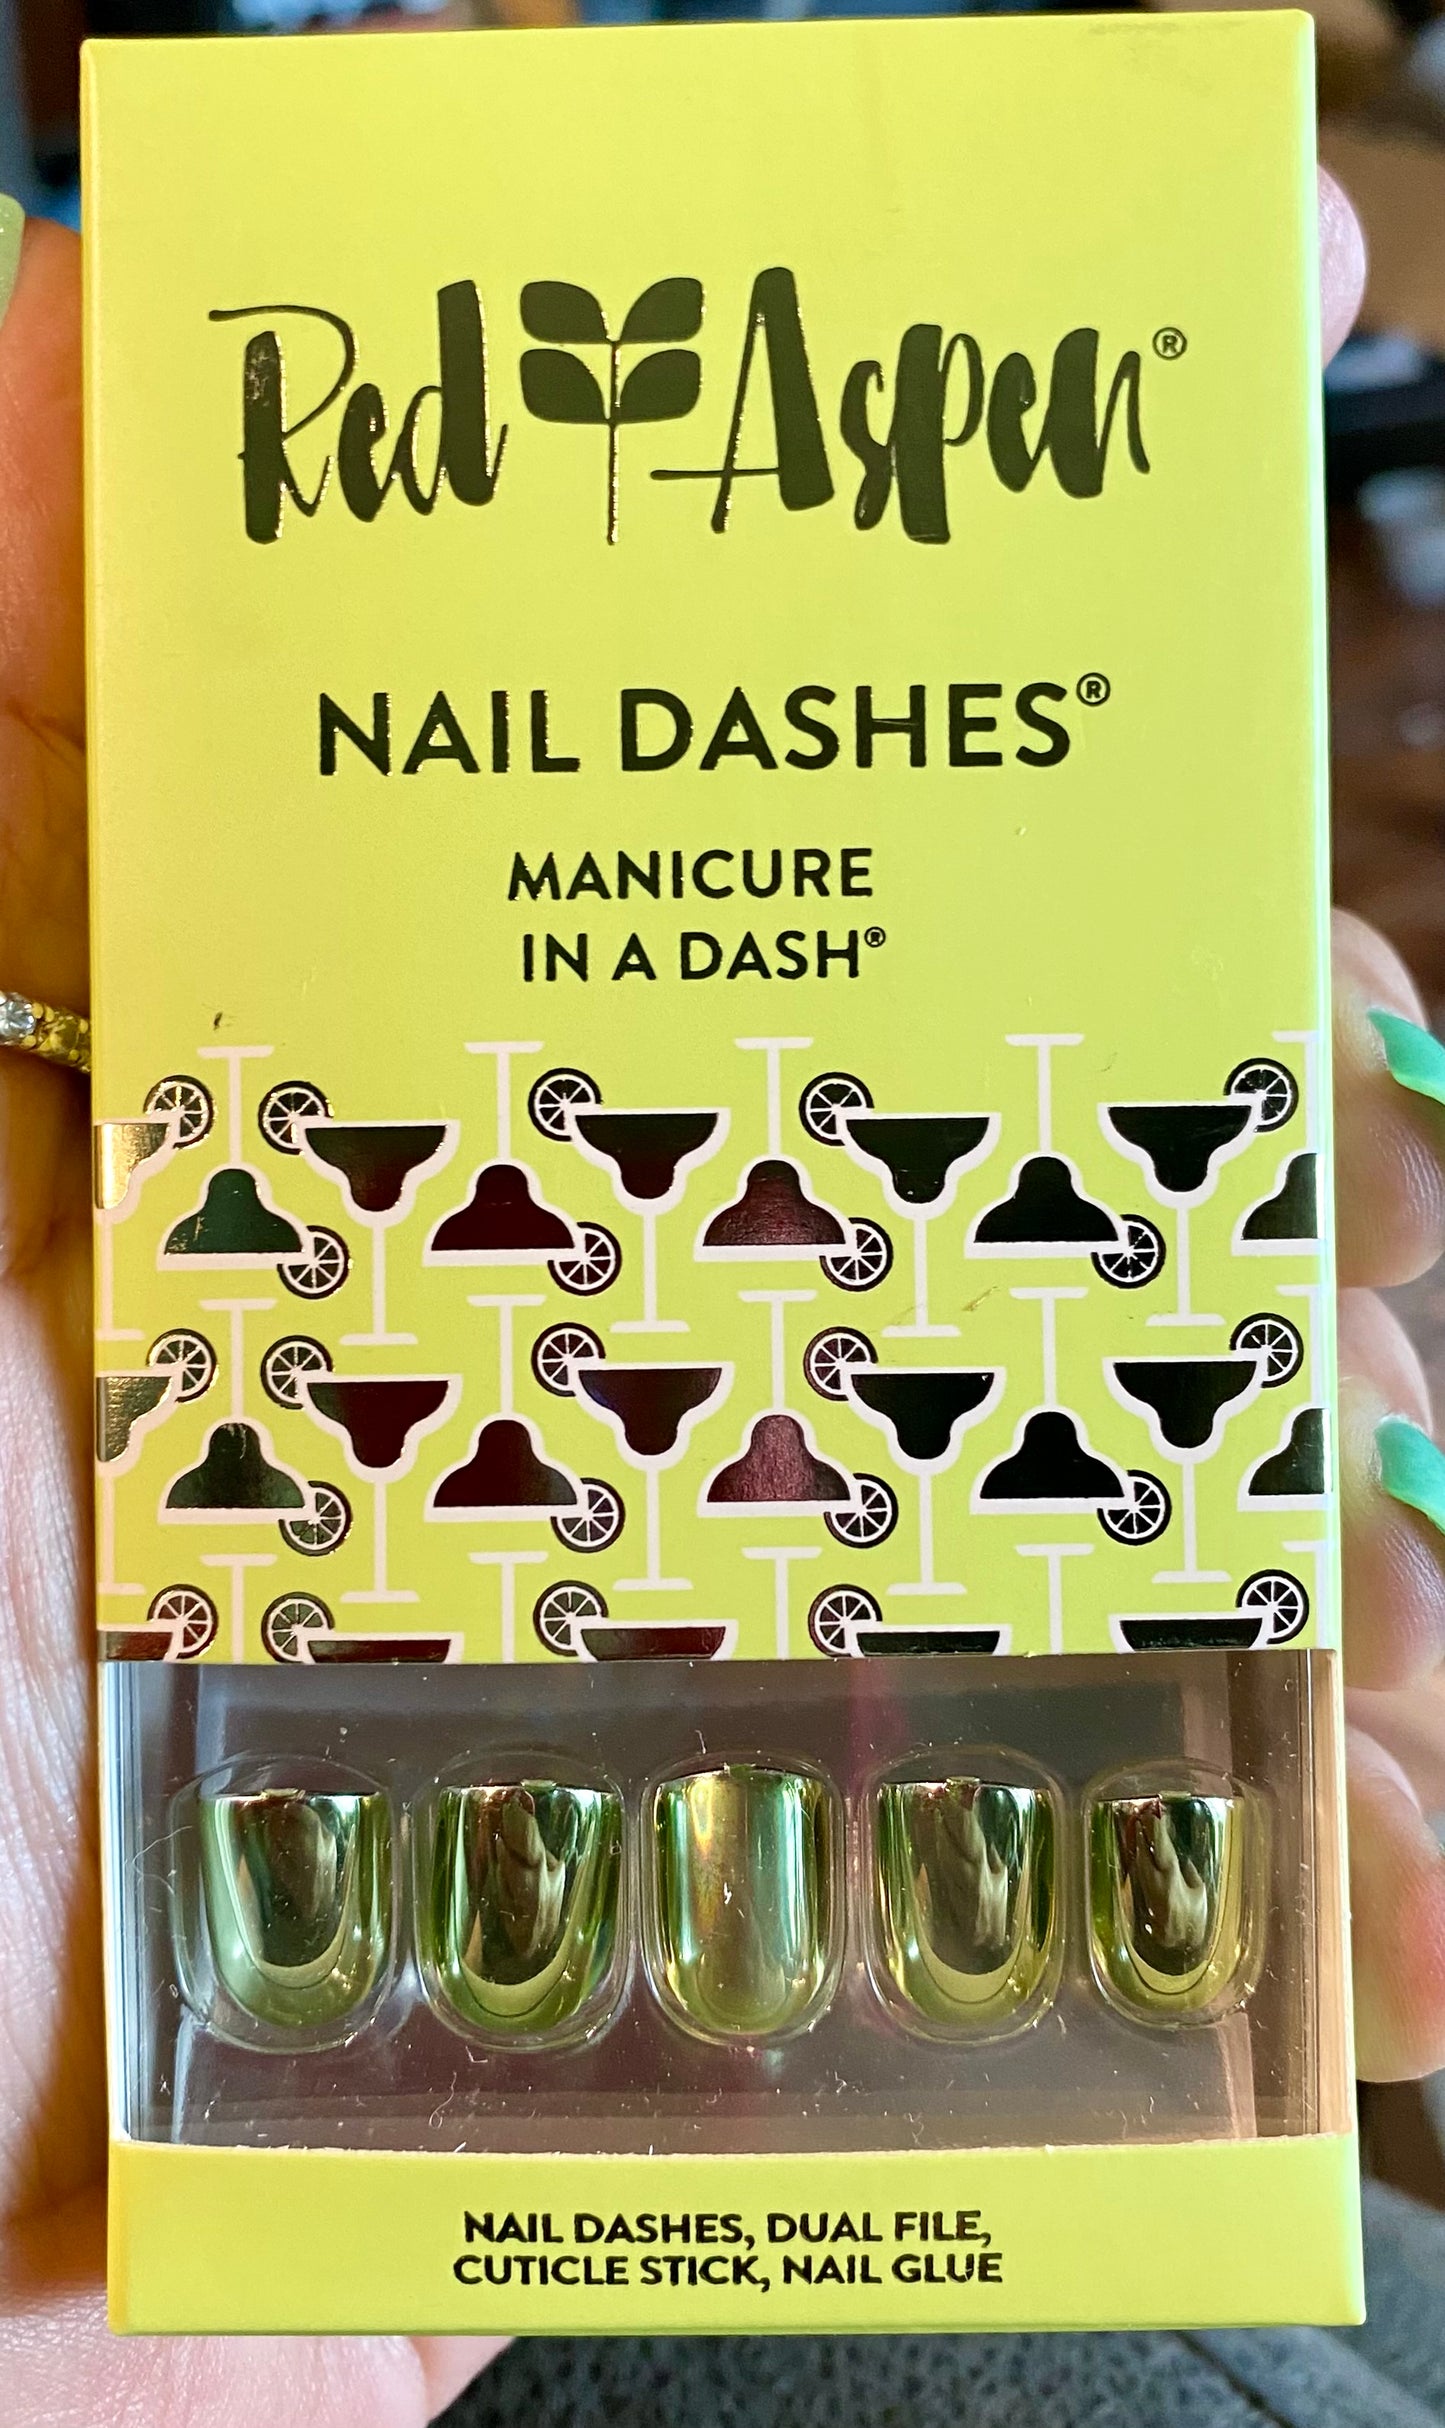 Red Aspen®
NAIL DASHES®
MANICURE
IN A DASH®
NAIL DASHES, DUAL FILE,
CUTICLE STICK, NAIL GLUE